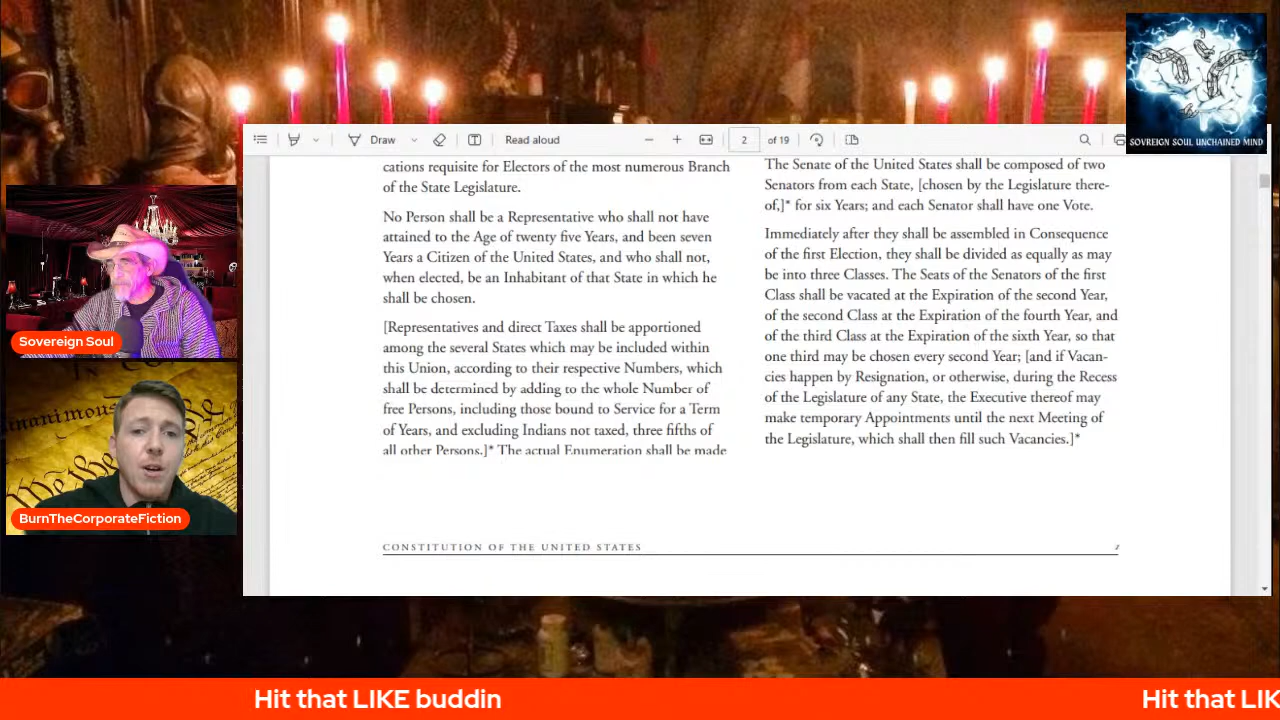 SOVREIGN SOUL UNCHAINED MIND
Draw
Read aloud
2 of 19
cations requisite for Electors of the most numerous Branch
of the State Legislature.
No Person shall be a Representative who shall not have
attained to the Age of twenty five Years, and been seven
Years a Citizen of the United States, and who shall not,
when elected, be an Inhabitant of that State in which he
shall be chosen.
[Representatives and direct Taxes shall be apportioned
among the several States which may be included within
this Union, according to their respective Numbers, which
shall be determined by adding to the whole Number of
free Persons, including those bound to Service for a Term
of Years, and excluding Indians not taxed, three fifths of
all other Persons.]* The actual Enumeration shall be made
The Senate of the United States shall be composed of two
Senators from each State, [chosen by the Legislature there-
of,]* for six Years; and each Senator shall have one Vote.
Immediately after they shall be assembled in Consequence
of the first Election, they shall be divided as equally as may
be into three Classes. The Seats of the Senators of the first
Class shall be vacated at the Expiration of the second Year,
of the second Class at the Expiration of the fourth Year, and
of the third Class at the Expiration of the sixth Year, so that
one third may be chosen every second Year; [and if Vacan-
cies happen by Resignation, or otherwise, during the Recess
of the Legislature of any State, the Executive thereof may
make temporary Appointments until the next Meeting of
the Legislature, which shall then fill such Vacancies.]*
CONSTITUTION OF THE UNITED STATES
Sovereign Soul
We the
BurnTheCorporateFiction
Hit that LIKE buddin
Hit that LIK